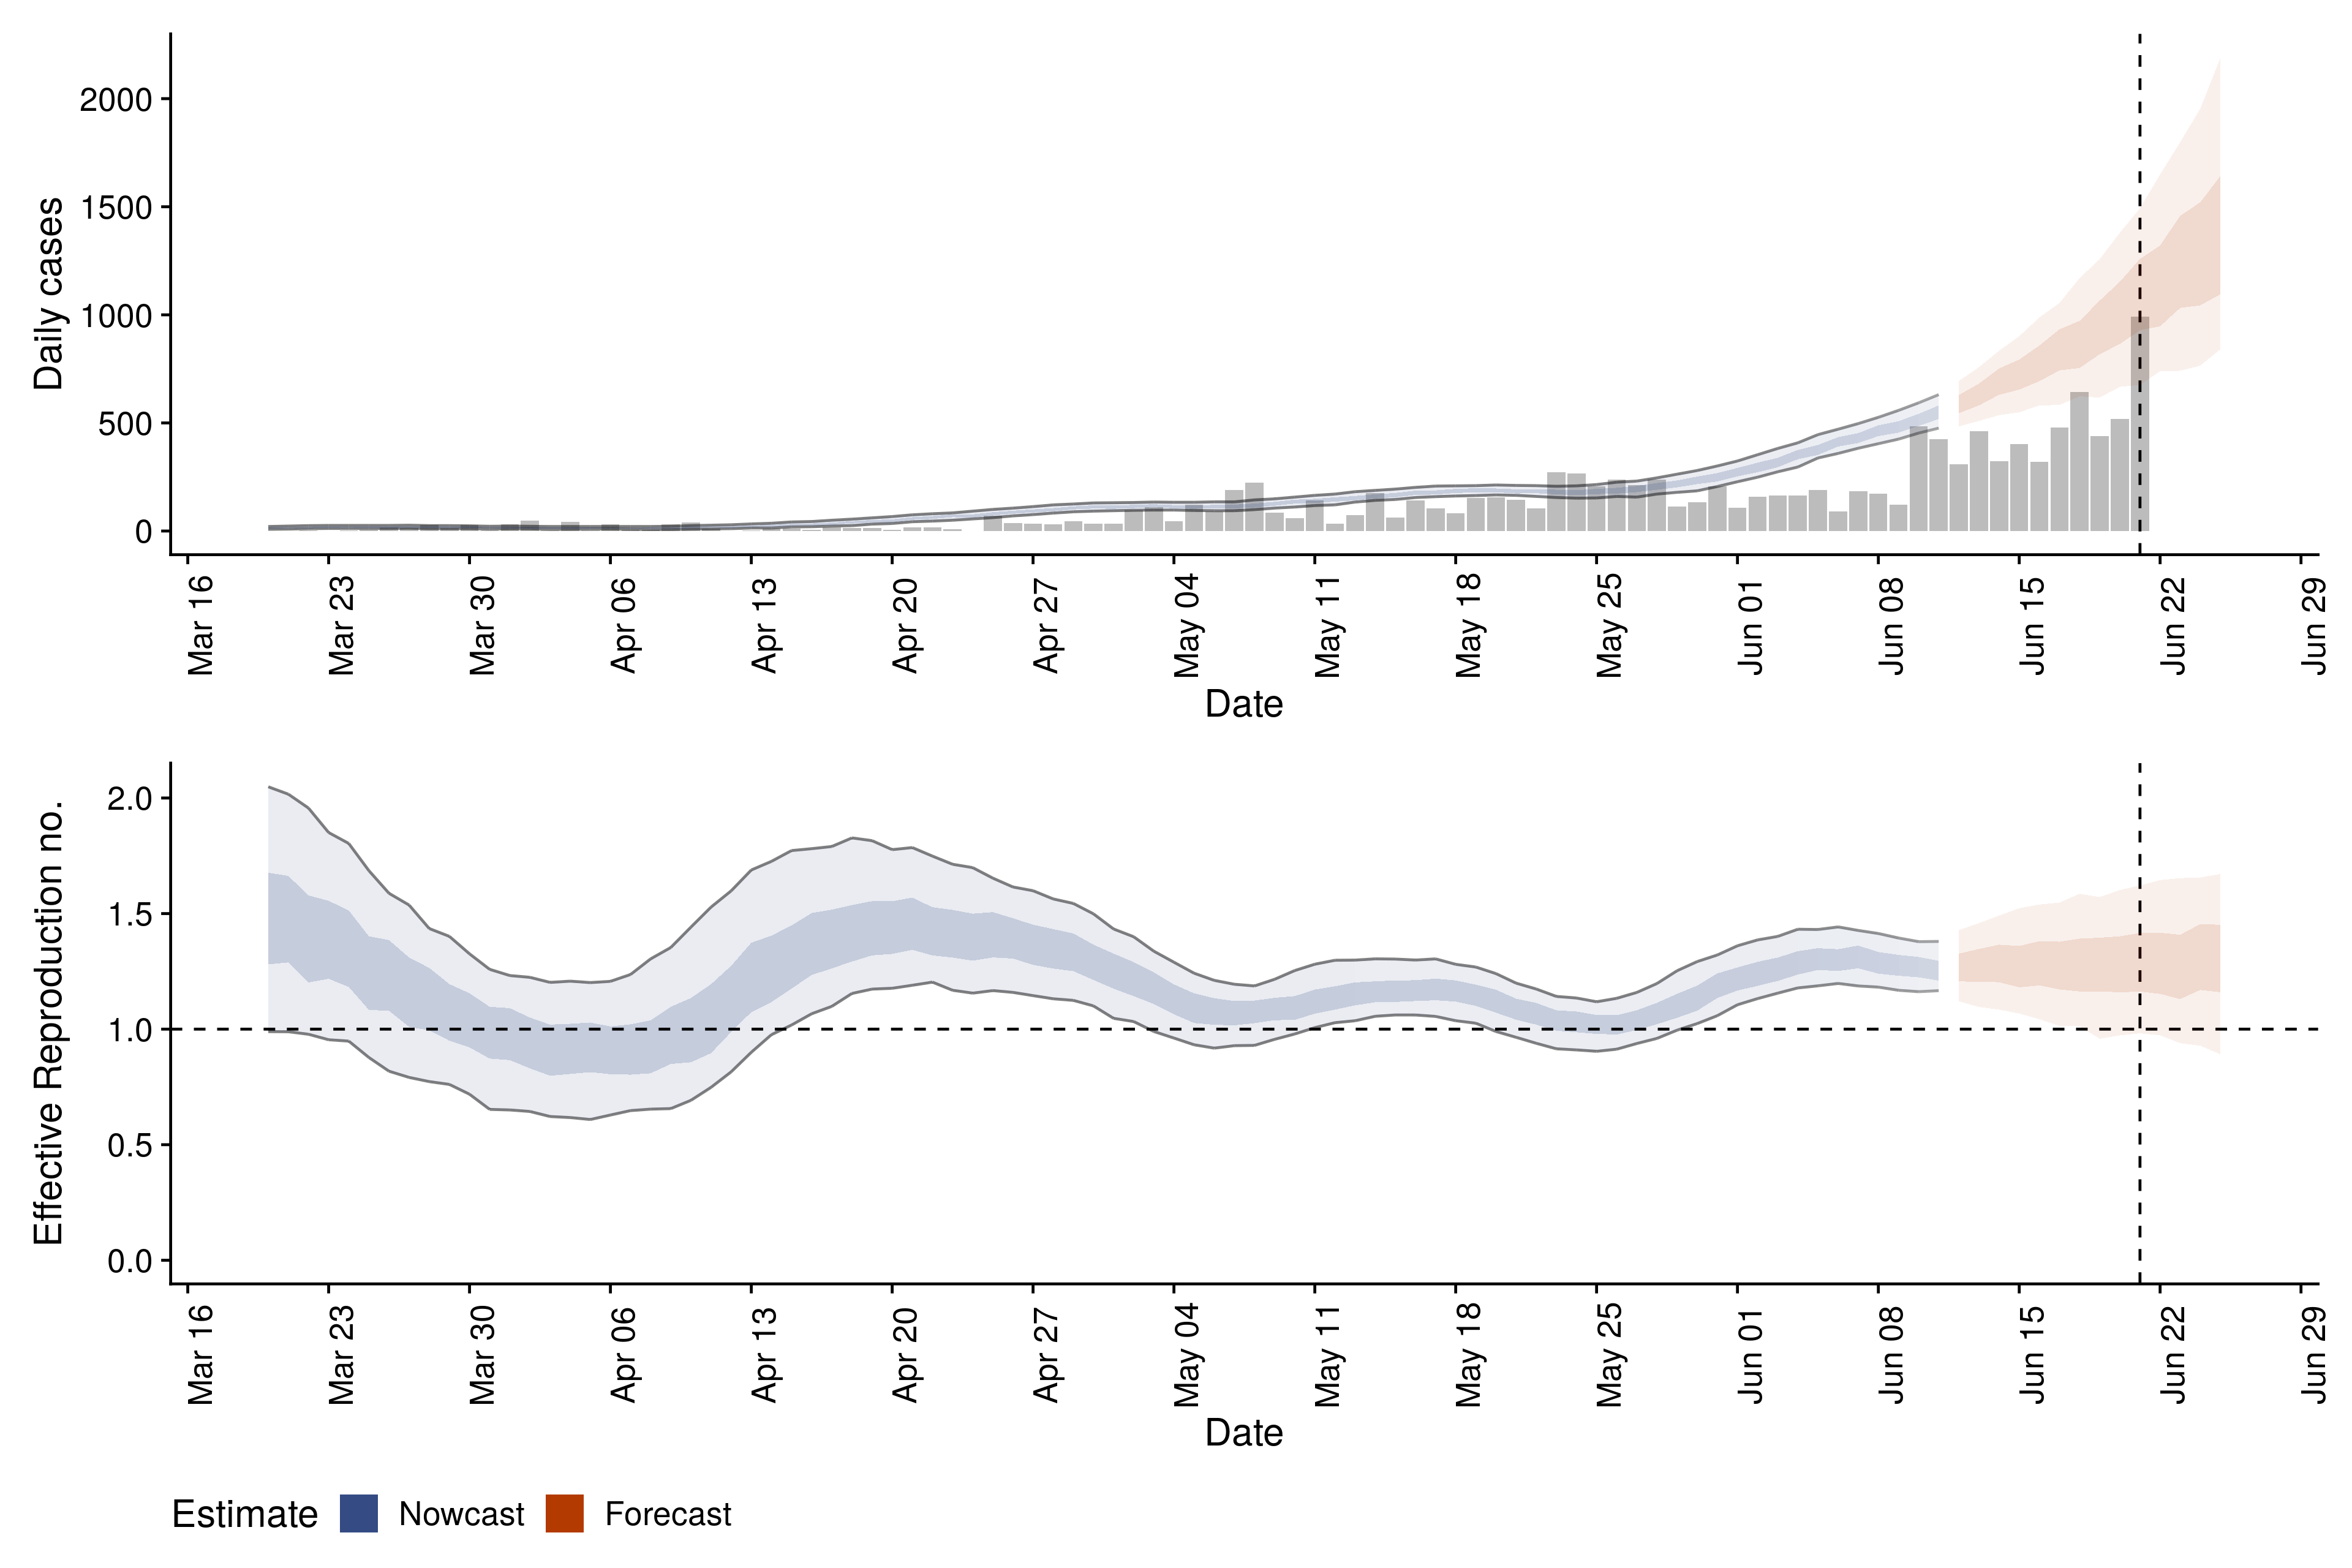 Daily cases
2000
1500
1000
500
0
Mar 16
Mar 23
Mar 30
Apr 06
Apr 13
Apr 20
Apr 27
May 04
May 11
May 18
May 25
Jun 01
Jun 08
Jun 15
Jun 22
Jun 29
Date
Effective Reproduction no.
2.0
1.5
1.0
0.5
0.0
Mar 16
Mar 23
Mar 30
Apr 06
Apr 13
Apr 20
Apr 27
May 04
May 11
May 18
May 25
Jun 01
Jun 08
Jun 15
Jun 22
Jun 29
Date
Estimate Nowcast Forecast